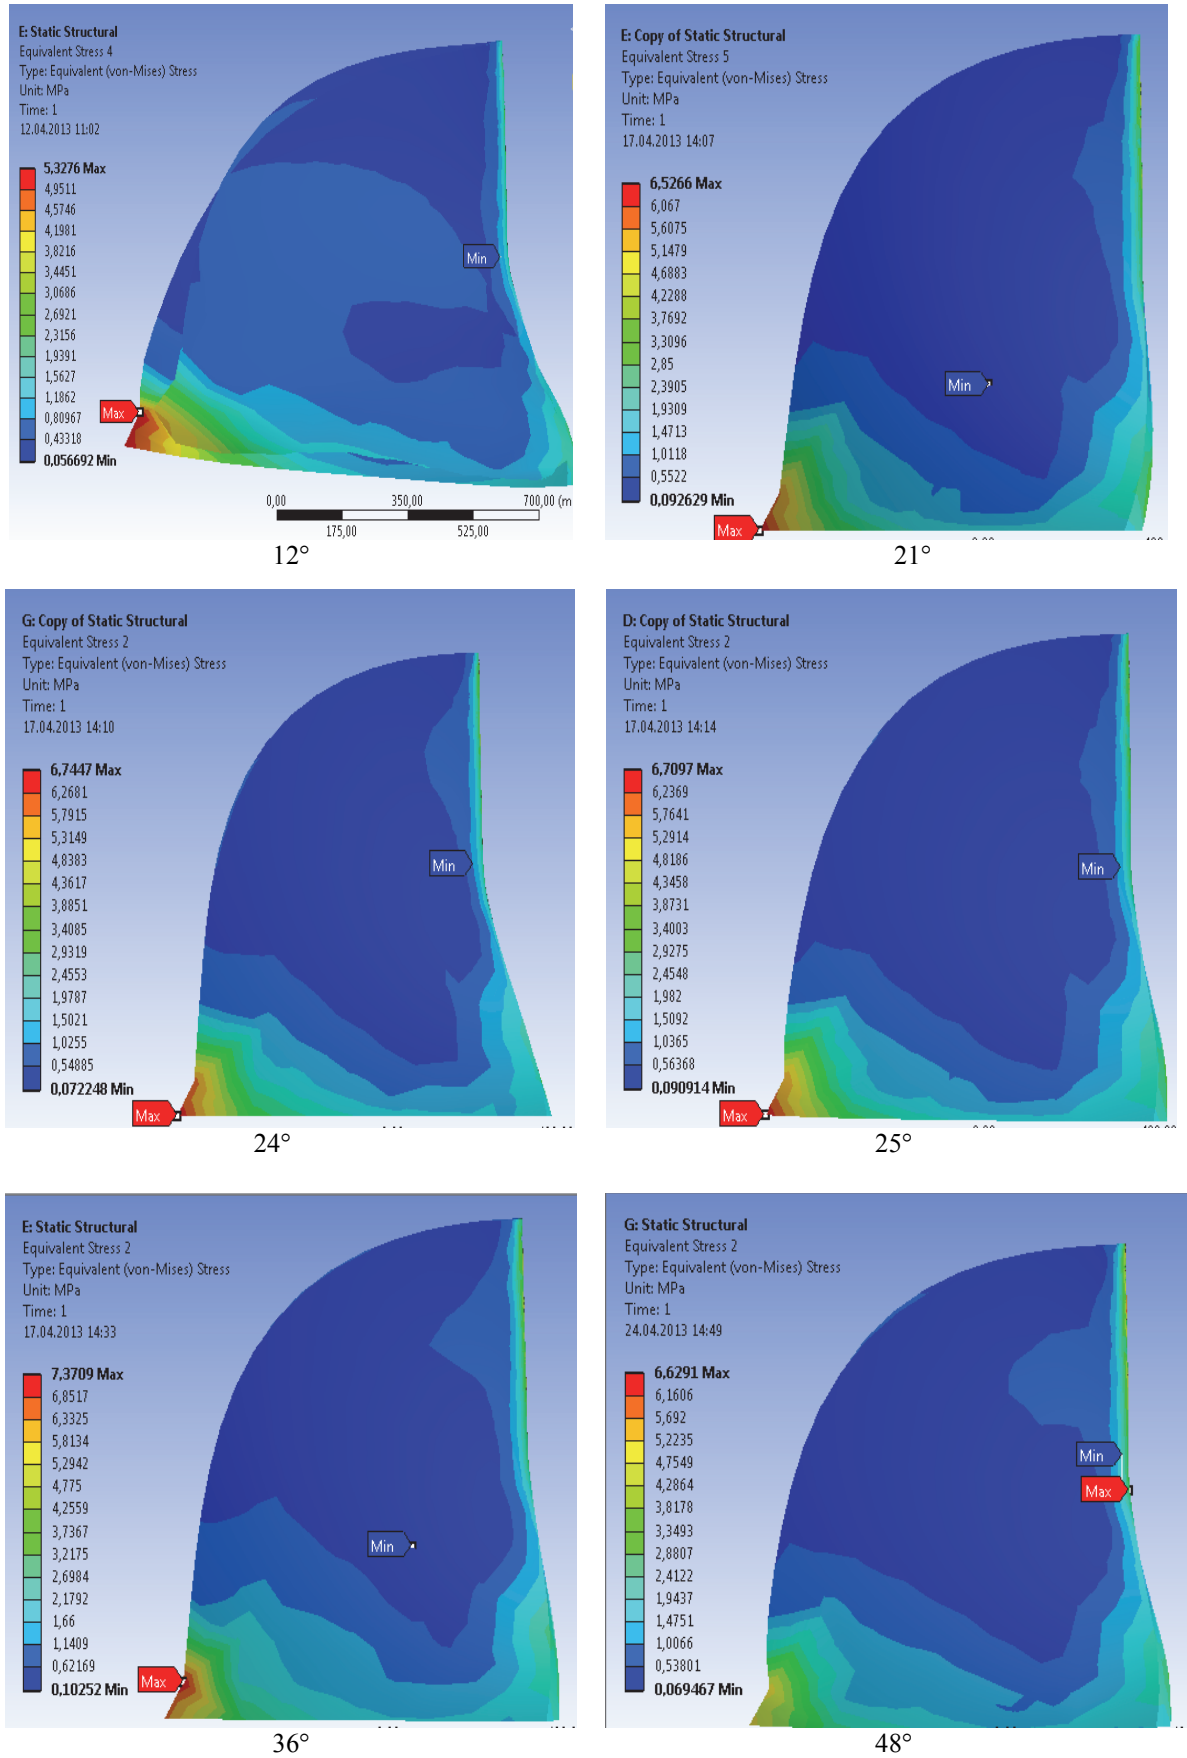 E: Static Structural
Equivalent Stress 4
Type: Equivalent (von-Mises) Stress
Unit: MPa
Time: 1
12.04.2013 11:02
5,3276 Max
4,9511
4,5746
4,1981
3,8216
3,4451
3,0686
2,6921
2,3156
1,9391
1,5627
1,1862
0,80967
0,43318
0,056692 Min
Min
Max
0,00
350,00
700,00 (m
175,00
525,00
12°
E: Copy of Static Structural
Equivalent Stress 5
Type: Equivalent (von-Mises) Stress
Unit: MPa
Time: 1
17.04.2013 14:07
6,5266 Max
6,067
5,6075
5,1479
4,6883
4,2288
3,7692
3,3096
2,85
2,3905
1,9309
1,4713
1,0118
0,5522
0,092629 Min
Min
Max
21°
G: Copy of Static Structural
Equivalent Stress 2
Type: Equivalent (von-Mises) Stress
Unit: MPa
Time: 1
17.04.2013 14:10
6,7447 Max
6,2681
5,7915
5,3149
4,8383
4,3617
3,8851
3,4085
2,9319
2,4553
1,9787
1,5021
1,0255
0,54885
0,072248 Min
Min
Max
24°
D: Copy of Static Structural
Equivalent Stress 2
Type: Equivalent (von-Mises) Stress
Unit: MPa
Time: 1
17.04.2013 14:14
6,7097 Max
6,2369
5,7641
5,2914
4,8186
4,3458
3,8731
3,4003
2,9275
2,4548
1,982
1,5092
1,0365
0,56368
0,090914 Min
Min
Max
25°
E: Static Structural
Equivalent Stress 2
Type: Equivalent (von-Mises) Stress
Unit: MPa
Time: 1
17.04.2013 14:33
7,3709 Max
6,8517
6,3325
5,8134
5,2942
4,775
4,2559
3,7367
3,2175
2,6984
2,1792
1,66
1,1409
0,62169
0,10252 Min
Min
Max
36°
G: Static Structural
Equivalent Stress 2
Type: Equivalent (von-Mises) Stress
Unit: MPa
Time: 1
24.04.2013 14:49
6,6291 Max
6,1606
5,692
5,2235
4,7549
4,2864
3,8178
3,3493
2,8807
2,4122
1,9437
1,4751
1,0066
0,53801
0,069467 Min
Min
Max
48°